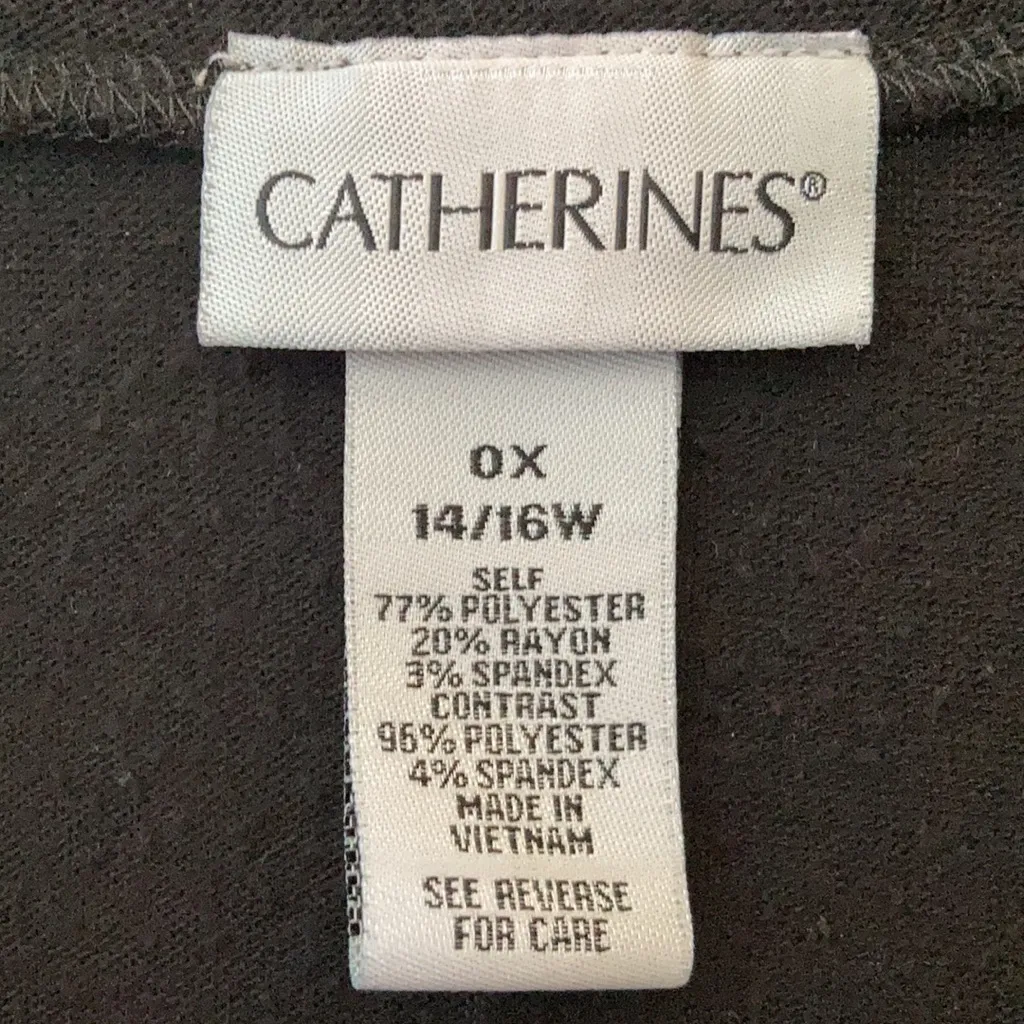 CATHERINES®
0X
14/16W
SELF
77% POLYESTER
20% RAYON
3% SPANDEX
CONTRAST
96% POLYESTER
4% SPANDEX
MADE IN
VIETNAM
SEE REVERSE
FOR CARE